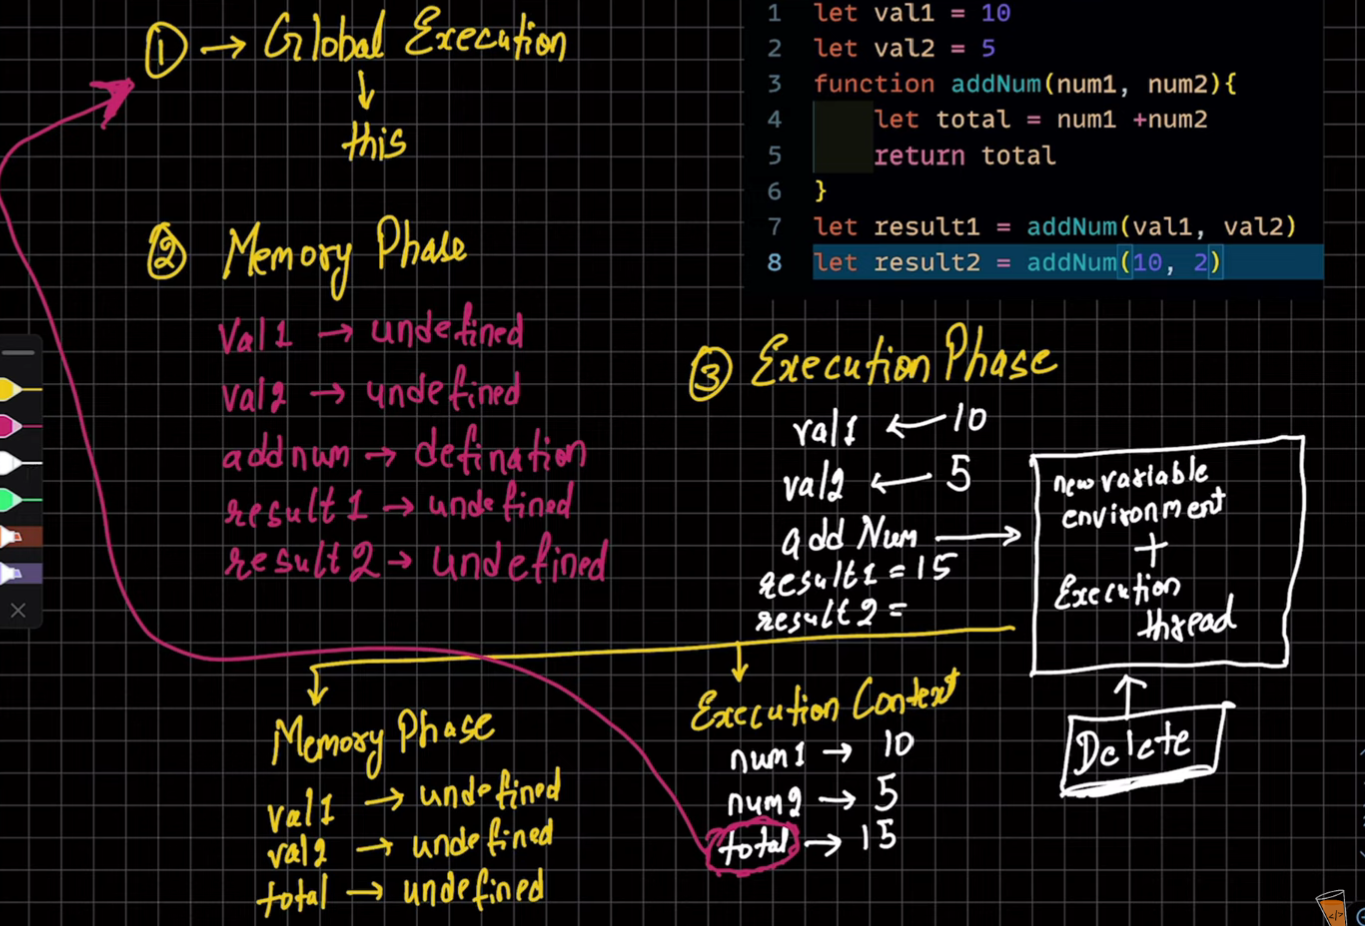 ① → Global Execution
↓
this
② Memory Phase
val1 → undefined
val2 → undefined
addnum → defination
result1 → undefined
result2 → undefined
1 let val1 = 10
2 let val2 = 5
3 function addNum(num1, num2){
4 let total = num1 +num2
5 return total
6 }
7 let result1 = addNum(val1, val2)
8 let result2 = addNum(10, 2)
③ Execution Phase
val1 ← 10
val2 ← 5
add Num →
result1 = 15
result2 =
new variable
environment
+
Execution
thread
Delete
Memory Phase
val1 → undefined
val2 → undefined
total → undefined
Execution Context
num1 → 10
num2 → 5
total → 15
</>